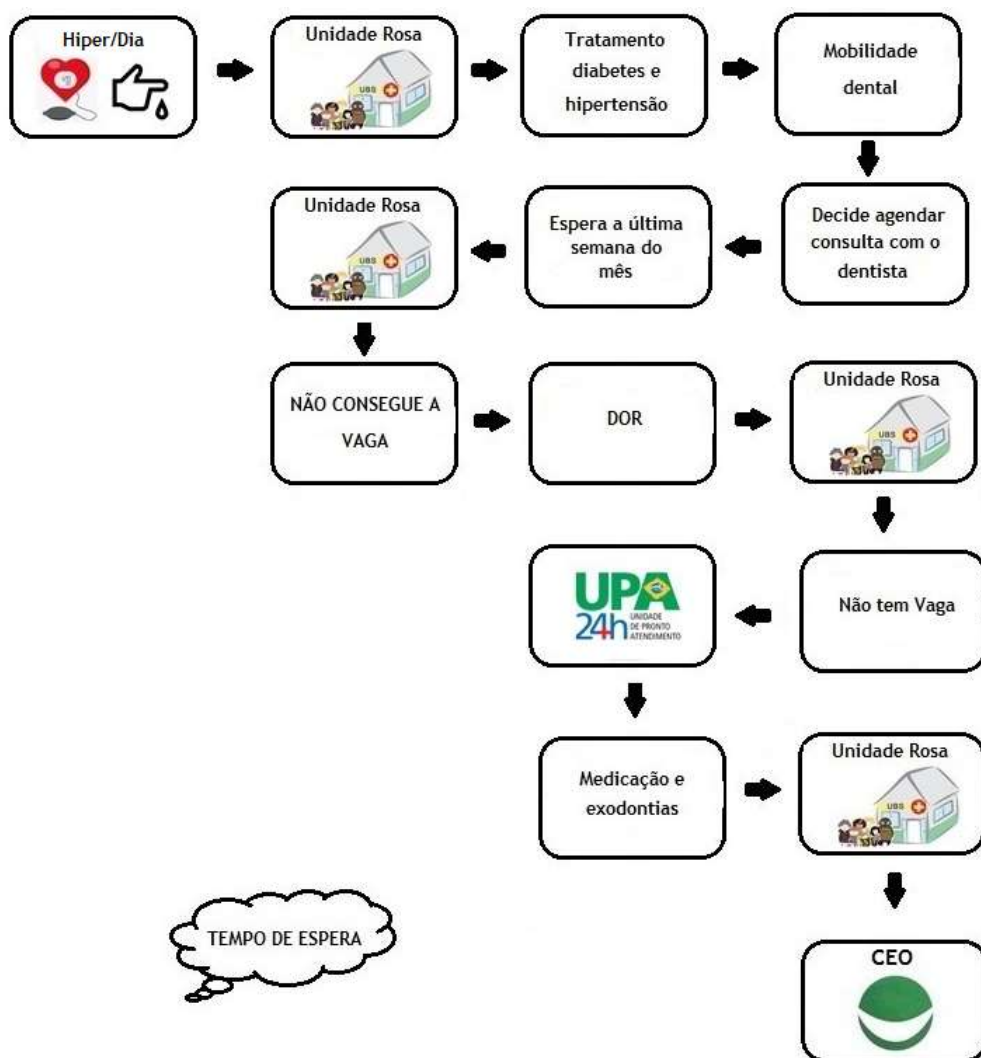 Hiper/Dia
Unidade Rosa
UBS
Tratamento
diabetes e
hipertensão
Mobilidade
dental
Decide agendar
consulta com o
dentista
Espera a última
semana do
mês
Unidade Rosa
UBS
NÃO CONSEGUE A
VAGA
DOR
Unidade Rosa
UBS
Não tem Vaga
UPA
24h
UNIDADE
DE PRONTO
ATENDIMENTO
Medicação e
exodontias
Unidade Rosa
UBS
CEO
TEMPO DE ESPERA